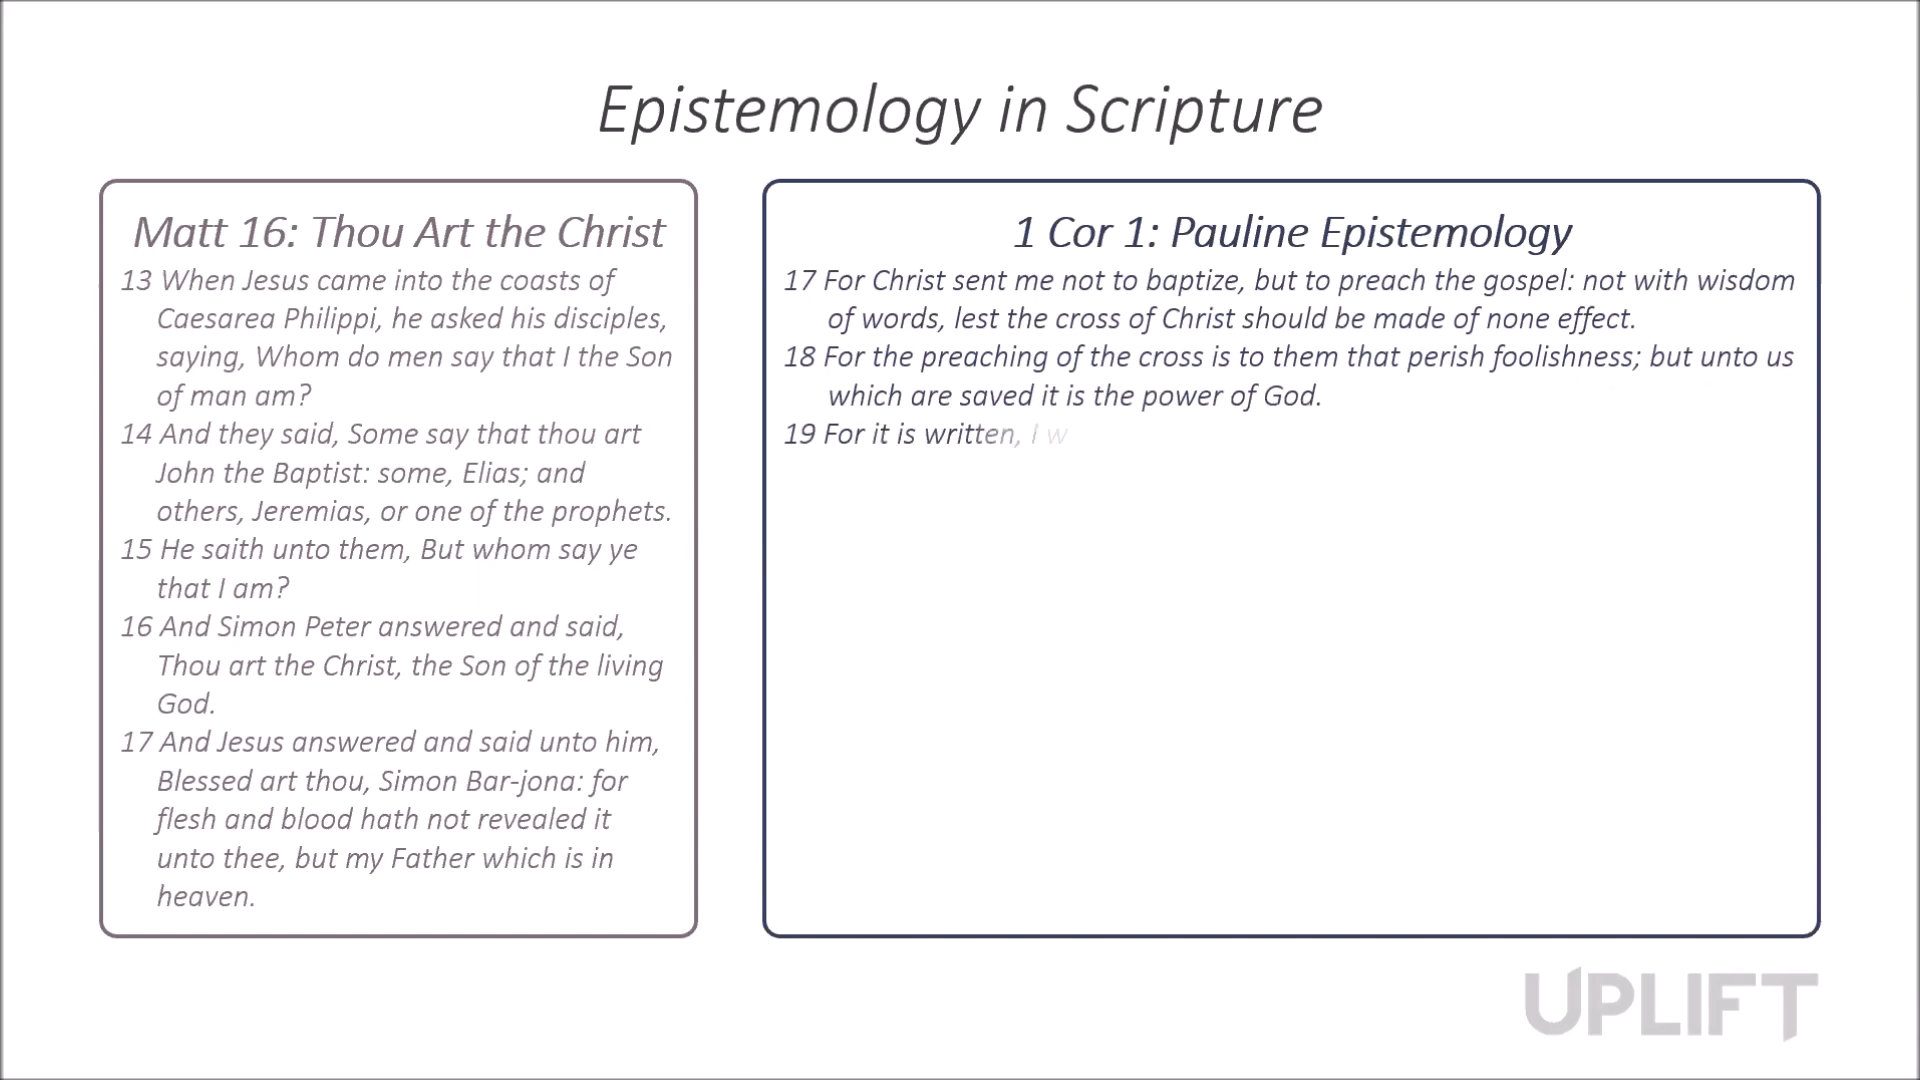 Epistemology in Scripture
Matt 16: Thou Art the Christ
13 When Jesus came into the coasts of
Caesarea Philippi, he asked his disciples,
saying, Whom do men say that I the Son
of man am?
14 And they said, Some say that thou art
John the Baptist: some, Elias; and
others, Jeremias, or one of the prophets.
15 He saith unto them, But whom say ye
that I am?
16 And Simon Peter answered and said,
Thou art the Christ, the Son of the living
God.
17 And Jesus answered and said unto him,
Blessed art thou, Simon Bar-jona: for
flesh and blood hath not revealed it
unto thee, but my Father which is in
heaven.
1 Cor 1: Pauline Epistemology
17 For Christ sent me not to baptize, but to preach the gospel: not with wisdom
of words, lest the cross of Christ should be made of none effect.
18 For the preaching of the cross is to them that perish foolishness; but unto us
which are saved it is the power of God.
19 For it is written, I w
UPLIFT